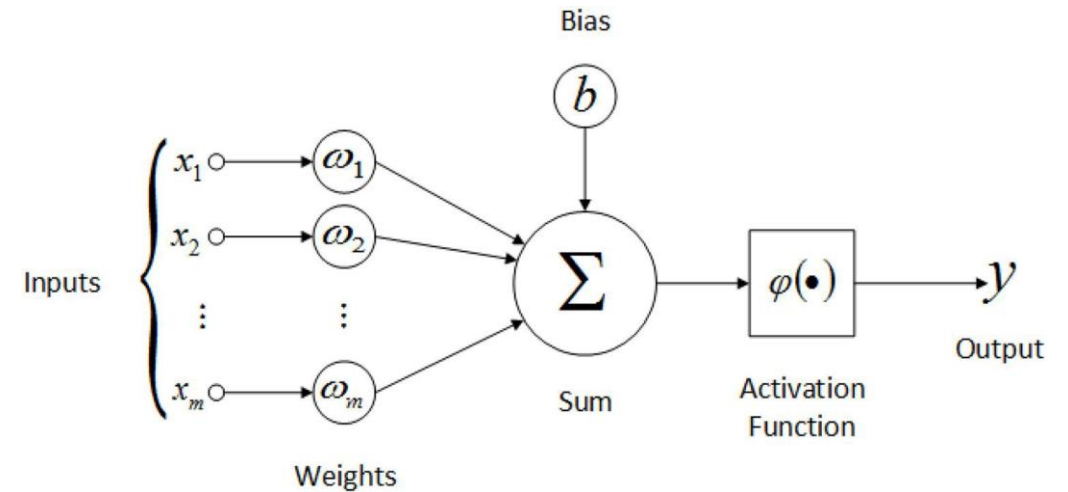 Bias
b
x₁ ω₁
x₂ ω₂
Inputs ⋮ ⋮ Σ φ(•) y
Output
xₘ ωₘ
Sum Activation
Function
Weights